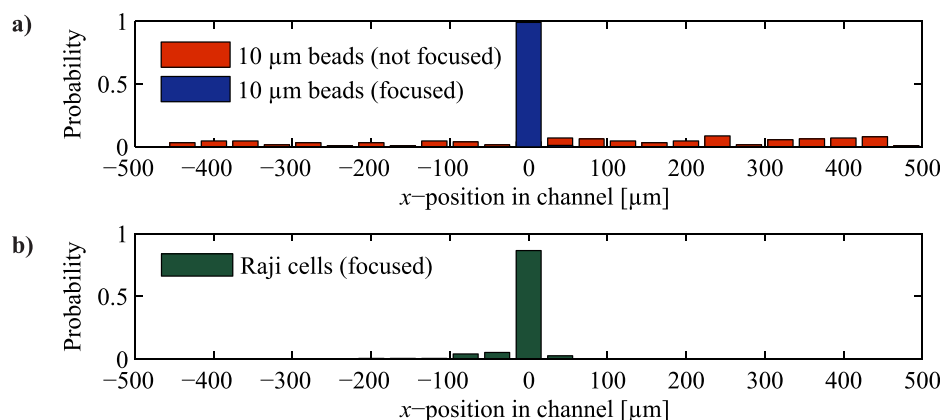 a)
Probability
1
0.5
0
10 µm beads (not focused)
10 µm beads (focused)
−500 −400 −300 −200 −100 0 100 200 300 400 500
x−position in channel [µm]
b)
Probability
1
0.5
0
Raji cells (focused)
−500 −400 −300 −200 −100 0 100 200 300 400 500
x−position in channel [µm]